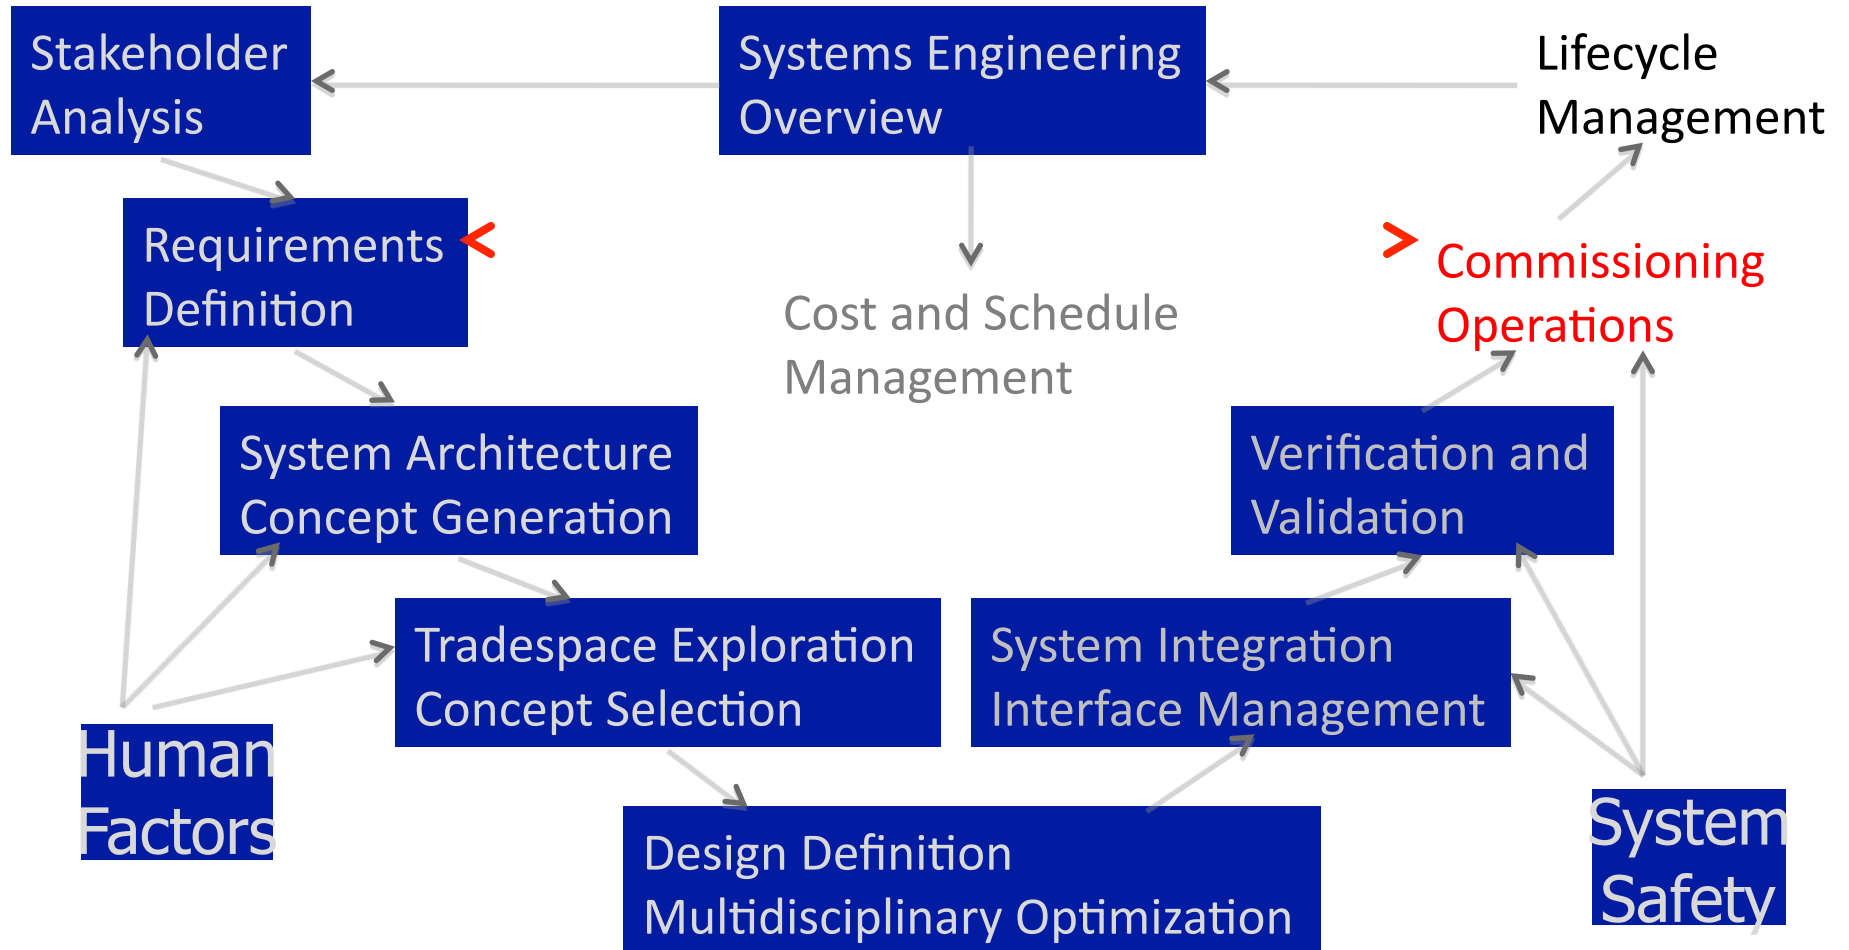 Stakeholder
Analysis
Systems Engineering
Overview
Lifecycle
Management
Requirements
Definition
Cost and Schedule
Management
Commissioning
Operations
System Architecture
Concept Generation
Verification and
Validation
Tradespace Exploration
Concept Selection
System Integration
Interface Management
Human
Factors
Design Definition
Multidisciplinary Optimization
System
Safety